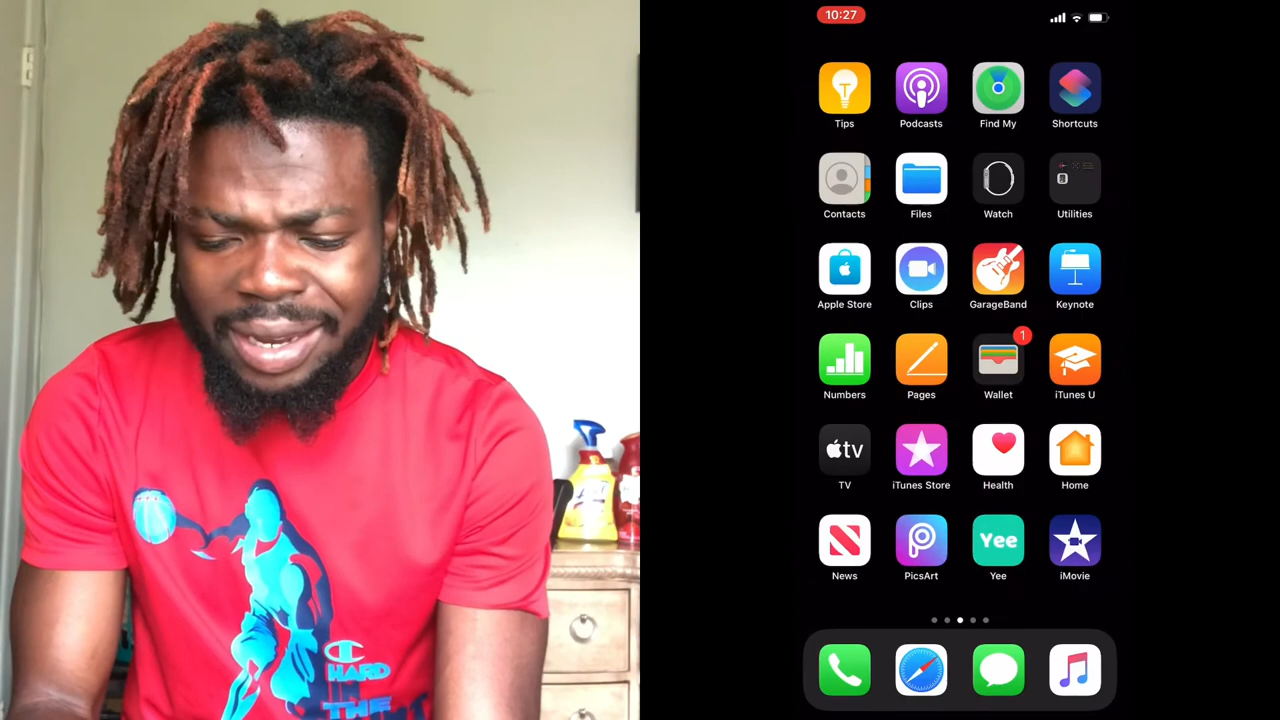 10:27
Tips Podcasts Find My Shortcuts
Contacts Files Watch Utilities
Apple Store Clips GarageBand Keynote
1
Numbers Pages Wallet iTunes U
tv
TV iTunes Store Health Home
Yee
News PicsArt Yee iMovie
HARD
IN
THE